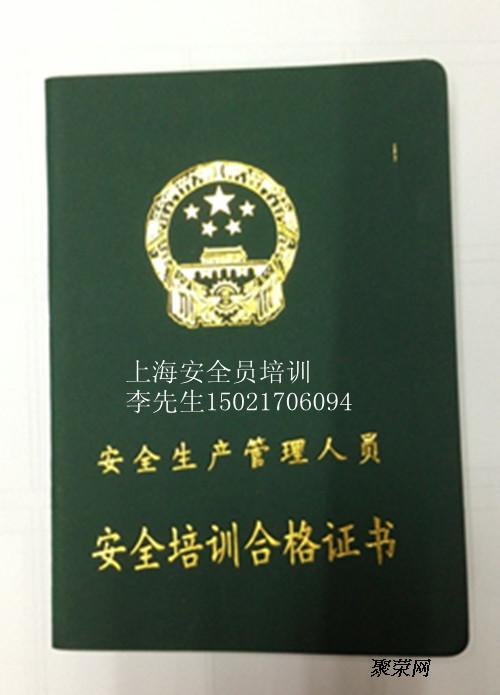 上海安全员培训
李先生15021706094
安全生产管理人员
安全培训合格证书
聚荣网